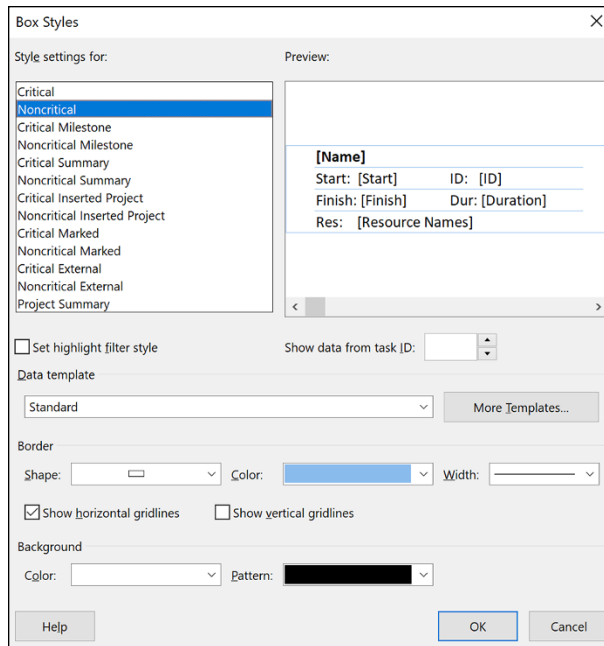 Box Styles
Style settings for:
Preview:
Critical
Noncritical
Critical Milestone
Noncritical Milestone
Critical Summary
Noncritical Summary
Critical Inserted Project
Noncritical Inserted Project
Critical Marked
Noncritical Marked
Critical External
Noncritical External
Project Summary
[Name]
Start: [Start] ID: [ID]
Finish: [Finish] Dur: [Duration]
Res: [Resource Names]
Set highlight filter style
Show data from task ID:
Data template
Standard
More Templates...
Border
Shape: Color: Width:
Show horizontal gridlines Show vertical gridlines
Background
Color: Pattern:
Help OK Cancel